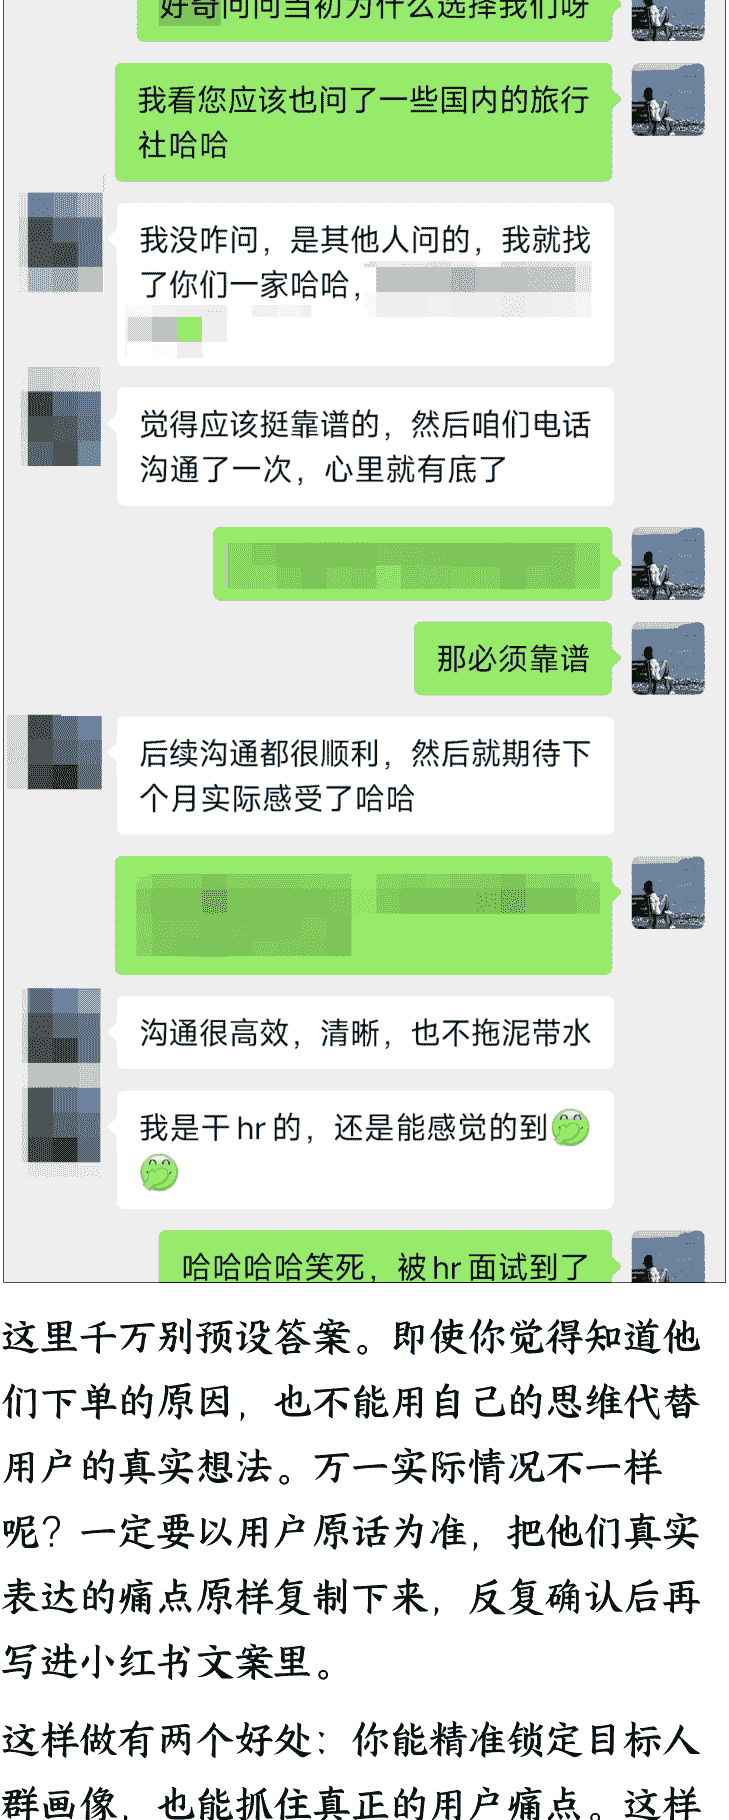 好奇问问当初为什么选择我们呀
我看您应该也问了一些国内的旅行
社哈哈
我没咋问，是其他人问的，我就找
了你们一家哈哈，
觉得应该挺靠谱的，然后咱们电话
沟通了一次，心里就有底了
那必须靠谱
后续沟通都很顺利，然后就期待下
个月实际感受了哈哈
沟通很高效，清晰，也不拖泥带水
我是干hr的，还是能感觉的到
哈哈哈哈笑死，被hr面试到了
这里千万别预设答案。即使你觉得知道他
们下单的原因，也不能用自己的思维代替
用户的真实想法。万一实际情况不一样
呢？一定要以用户原话为准，把他们真实
表达的痛点原样复制下来，反复确认后再
写进小红书文案里。
这样做有两个好处：你能精准锁定目标人
群画像，也能抓住真正的用户痛点。这样